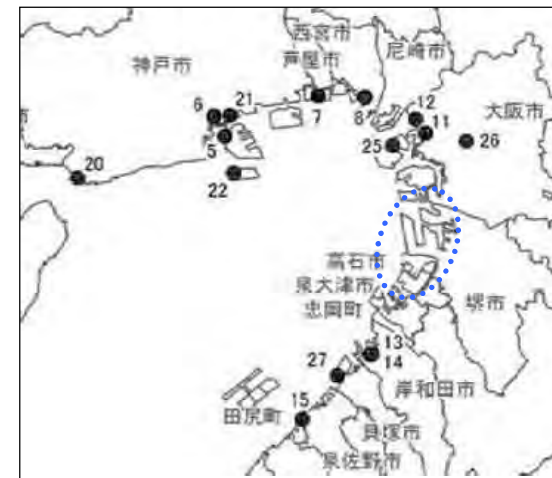 西宮市
尼崎市
神戸市
芦屋市
6
21
7
8
12
大阪市
11
5
25
26
20
22
高石市
泉大津市
忠岡町
堺市
13
14
27
岸和田市
15
田尻町
貝塚市
泉佐野市